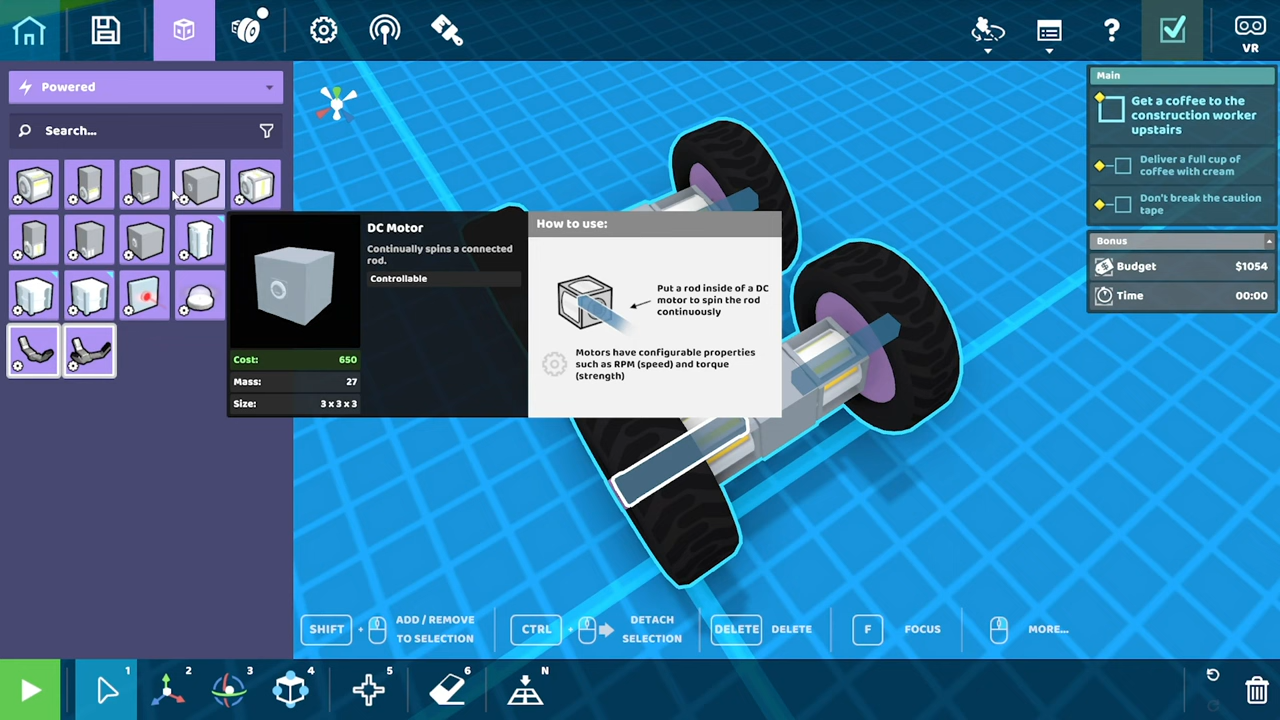 VR
Powered
Search...
Main
Get a coffee to the
construction worker
upstairs
Deliver a full cup of
coffee with cream
Don't break the caution
tape
Bonus
Budget $1054
Time 00:00
DC Motor
Continually spins a connected
rod.
Controllable
Cost: 650
Mass: 27
Size: 3 x 3 x 3
How to use:
Put a rod inside of a DC
motor to spin the rod
continuously
Motors have configurable properties
such as RPM (speed) and torque
(strength)
SHIFT + ADD / REMOVE
TO SELECTION
CTRL + DETACH
SELECTION
DELETE DELETE
F FOCUS
MORE...
1
2
3
4
5
6
N